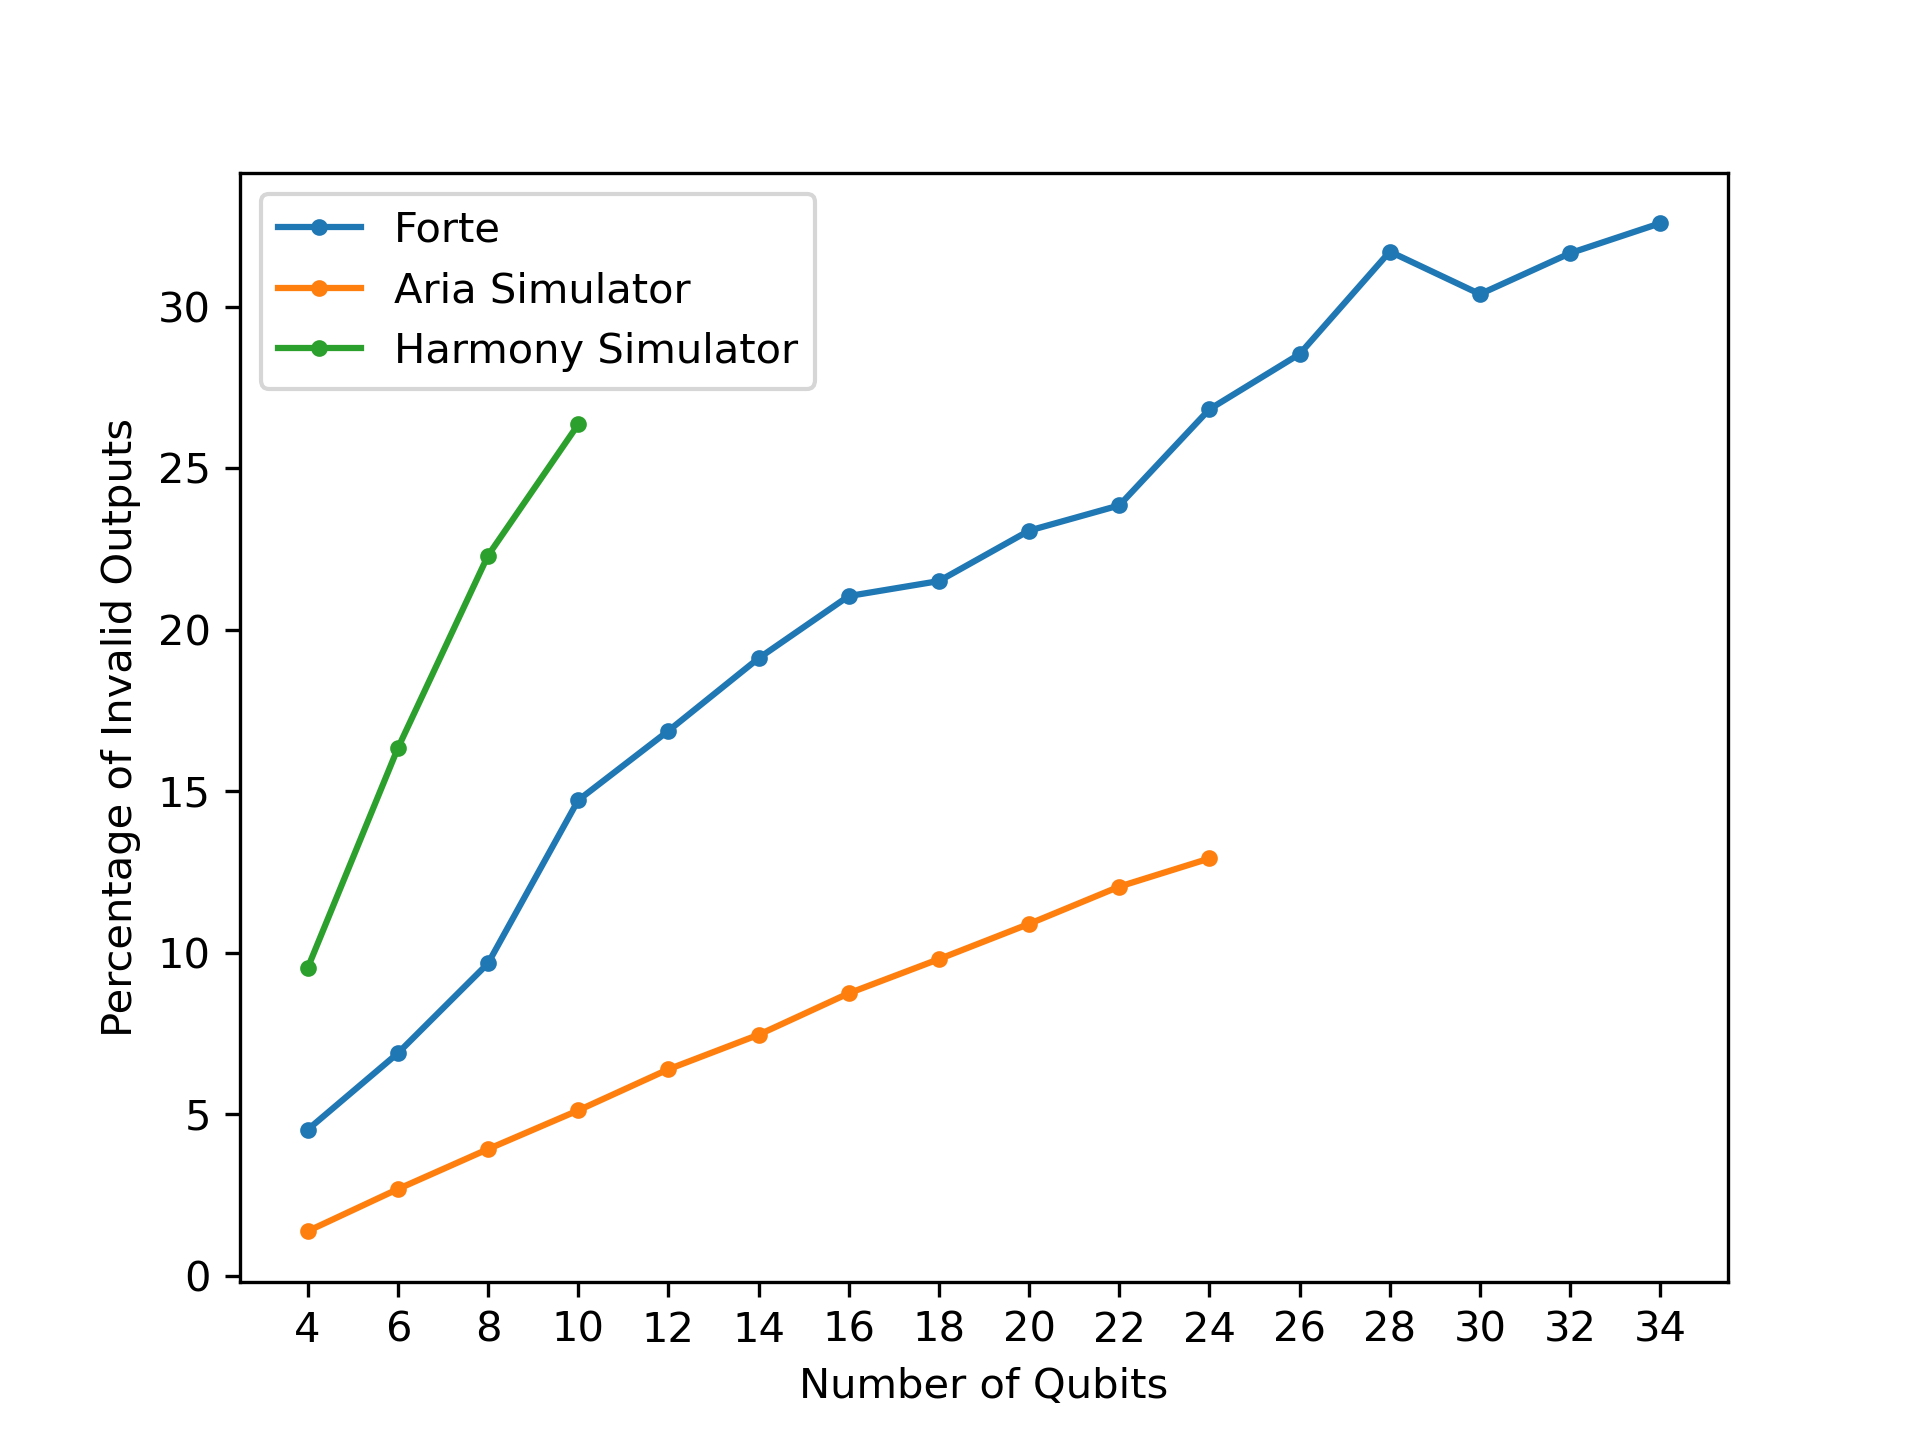 Forte
Aria Simulator
Harmony Simulator
Percentage of Invalid Outputs
30
25
20
15
10
5
0
4 6 8 10 12 14 16 18 20 22 24 26 28 30 32 34
Number of Qubits